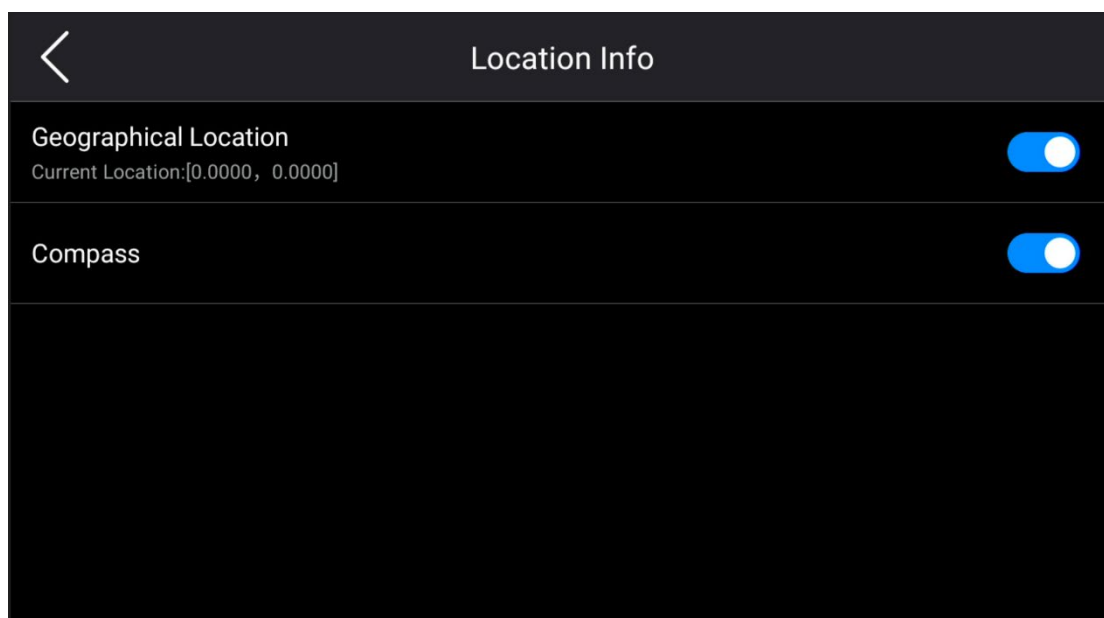 Location Info
Geographical Location
Current Location:[0.0000，0.0000]
Compass